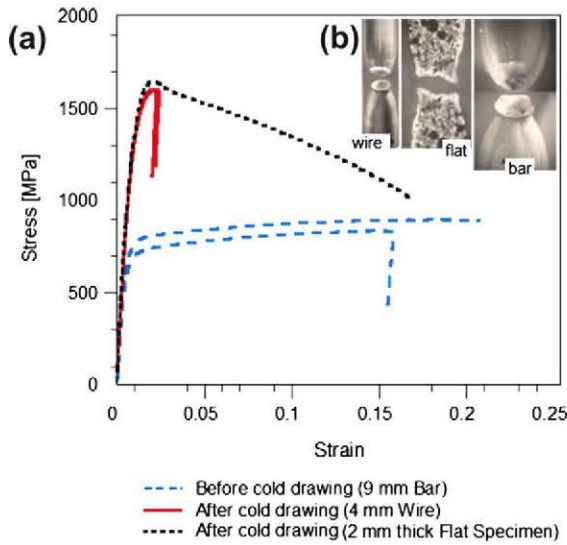 (a)
(b)
2000
1500
1000
500
0
Stress [MPa]
wire
flat
bar
0
0.05
0.1
0.15
0.2
0.25
Strain
Before cold drawing (9 mm Bar)
After cold drawing (4 mm Wire)
After cold drawing (2 mm thick Flat Specimen)